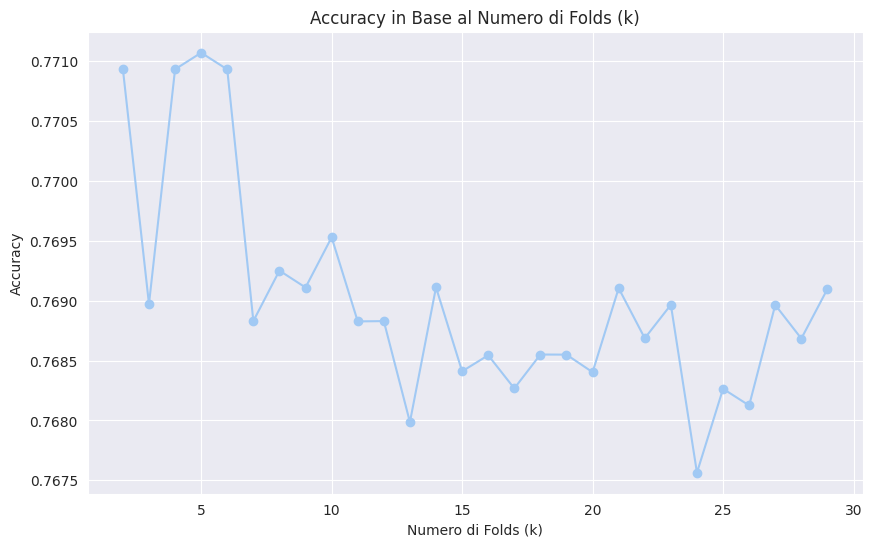 Accuracy in Base al Numero di Folds (k)
0.7710
0.7705
0.7700
0.7695
0.7690
0.7685
0.7680
0.7675
Accuracy
5 10 15 20 25 30
Numero di Folds (k)